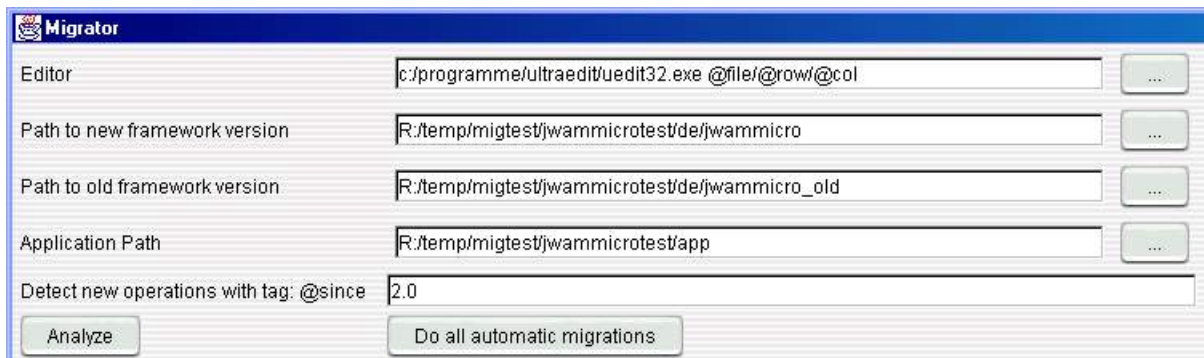 Migrator
Editor c:/programme/ultraedit/uedit32.exe @file/@row/@col ...
Path to new framework version R:/temp/migtest/jwammicrotest/de/jwammicro ...
Path to old framework version R:/temp/migtest/jwammicrotest/de/jwammicro_old ...
Application Path R:/temp/migtest/jwammicrotest/app ...
Detect new operations with tag: @since 2.0
Analyze Do all automatic migrations